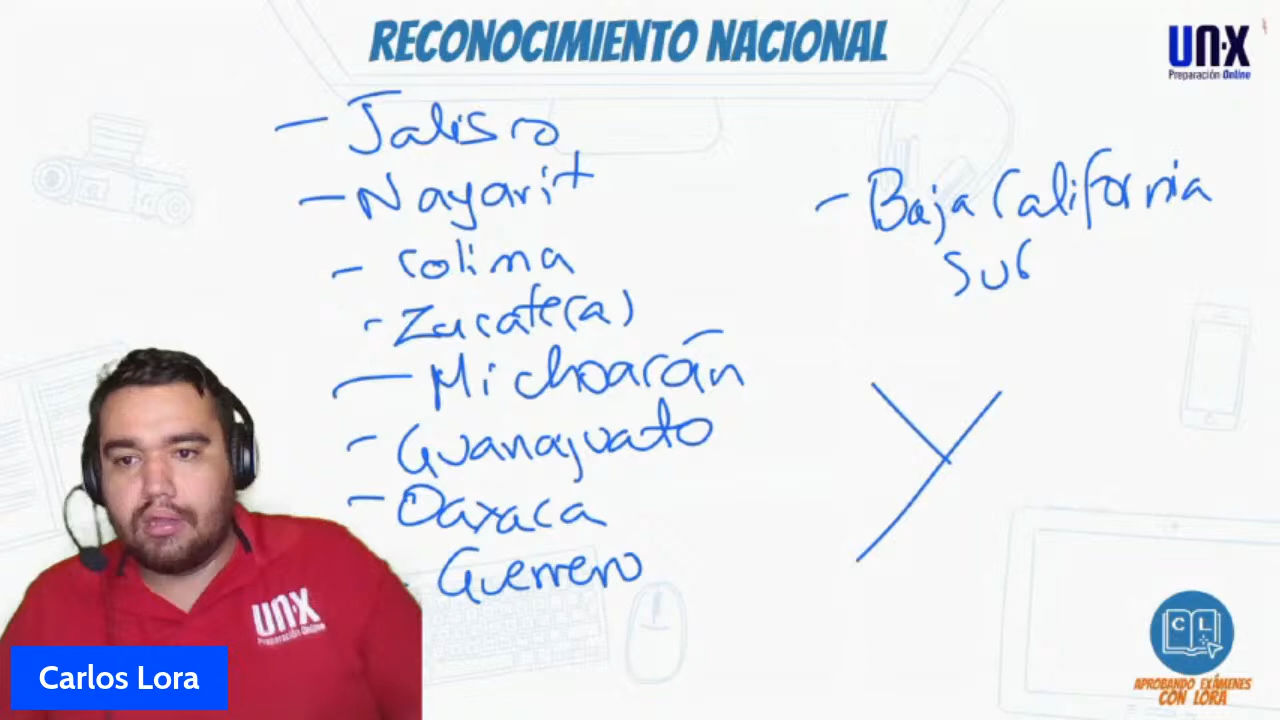 RECONOCIMIENTO NACIONAL
UN-X
Preparación Online
- Jalisco
- Nayarit
- Colima
- Zacatecas
- Michoacán
- Guanajuato
- Oaxaca
- Guerrero
- Baja California
Sur
UN-X
Preparación Online
Carlos Lora
C L
APROBANDO EXÁMENES
CON LORA